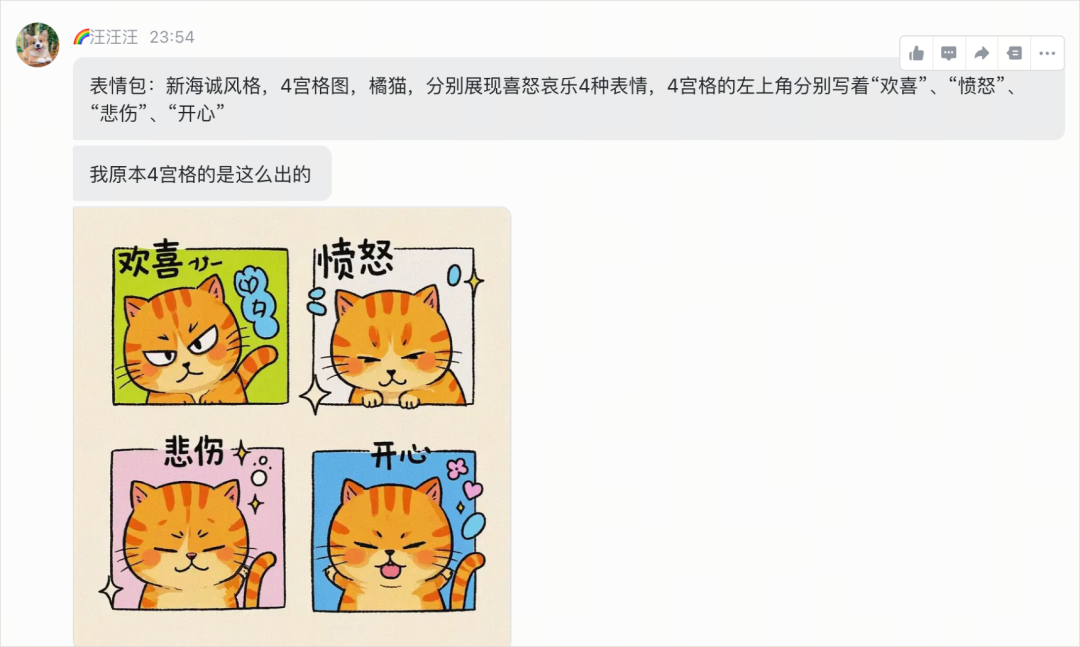 🌈汪汪汪 23:54
表情包：新海诚风格，4宫格图，橘猫，分别展现喜怒哀乐4种表情，4宫格的左上角分别写着“欢喜”、“愤怒”、
“悲伤”、“开心”
我原本4宫格的是这么出的
欢喜
愤怒
悲伤
开心